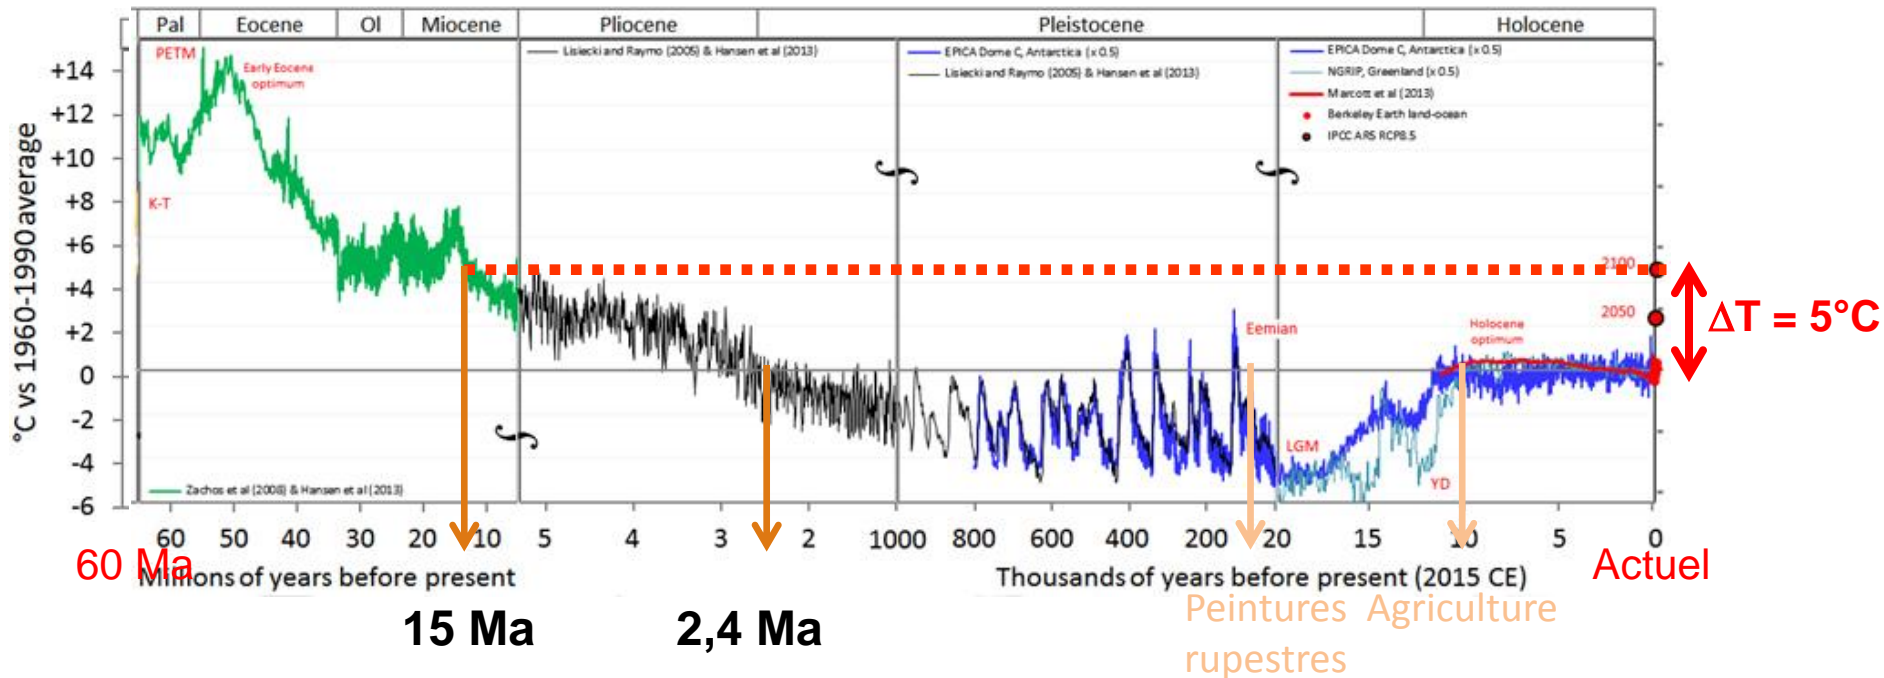 Pal Eocene Ol Miocene Pliocene Pleistocene Holocene
PETM
Early Eocene
optimum
K-T
Zachos et al (2008) & Hansen et al (2013)
Lisiecki and Raymo (2005) & Hansen et al (2013)
EPICA Dome C, Antarctica (x 0.5)
Lisiecki and Raymo (2005) & Hansen et al (2013)
EPICA Dome C, Antarctica (x 0.5)
NGRIP, Greenland (x 0.5)
Marcott et al (2013)
Berkeley Earth land-ocean
IPCC AR5 RCP8.5
°C vs 1960-1990 average
+14
+12
+10
+8
+6
+4
+2
0
-2
-4
-6
Eemian
LGM
YD
Holocene
optimum
2100
2050
ΔT = 5°C
60 50 40 30 20 10 5 4 3 2 1000 800 600 400 200 20 15 10 5 0
60 Ma
Millions of years before present
Thousands of years before present (2015 CE)
Actuel
15 Ma
2,4 Ma
Peintures
rupestres
Agriculture